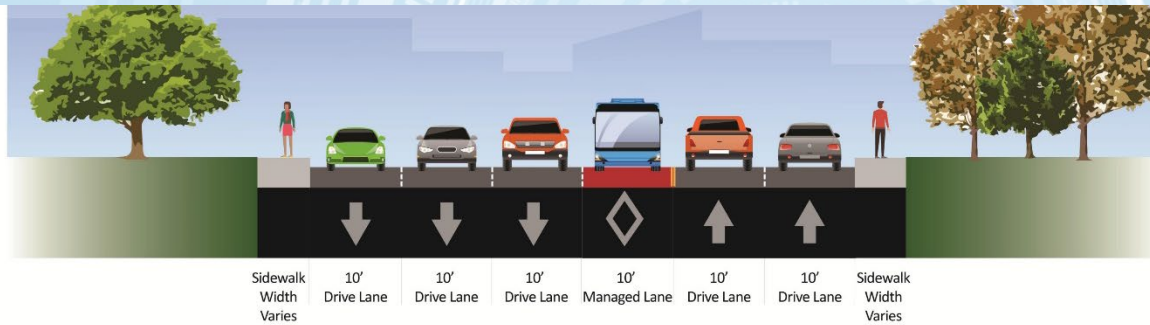 Sidewalk
Width
Varies
10'
Drive Lane
10'
Drive Lane
10'
Drive Lane
10'
Managed Lane
10'
Drive Lane
10'
Drive Lane
Sidewalk
Width
Varies